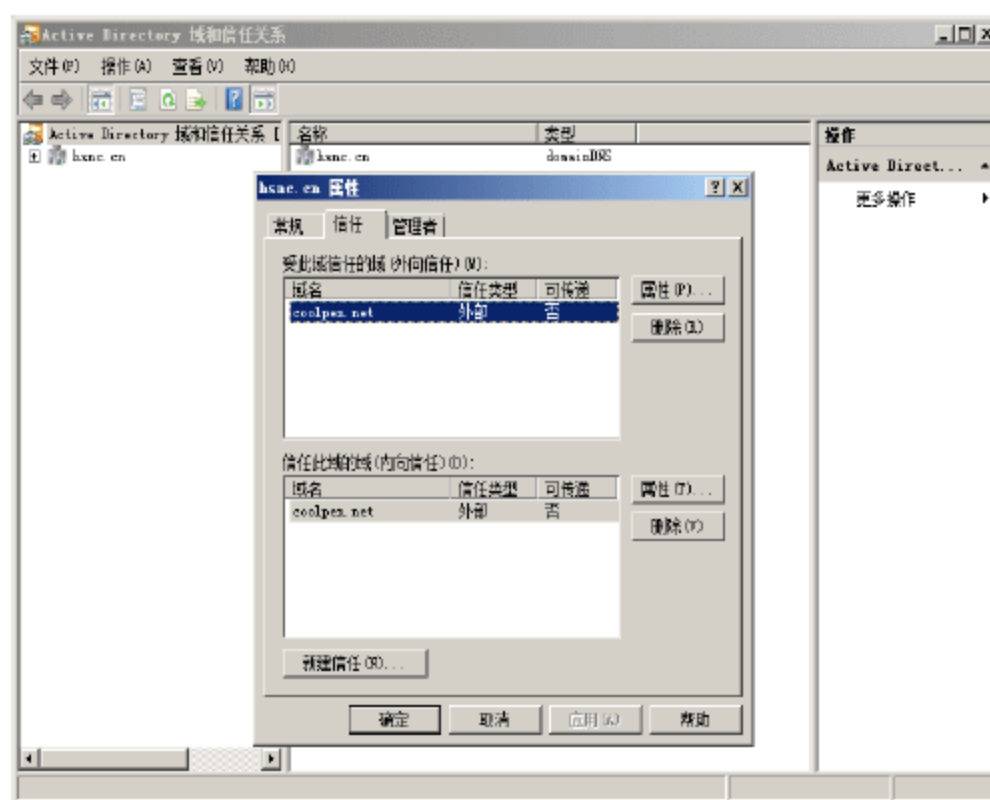 Active Directory 域和信任关系
文件(F) 操作(A) 查看(V) 帮助(H)
Active Directory 域和信任关系 [
名称 类型
操作
hsnc.cn
hsnc.cn domainDNS
Active Direct...
更多操作
hsnc.cn 属性
常规 信任 管理者
受此域信任的域(外向信任)(W):
域名 信任类型 可传递
属性(P)...
coolpen.net 外部 否
删除(R)
信任此域的域(内向信任)(D):
域名 信任类型 可传递
属性(T)...
coolpen.net 外部 否
删除(V)
新建信任(N)...
确定 取消 应用(A) 帮助